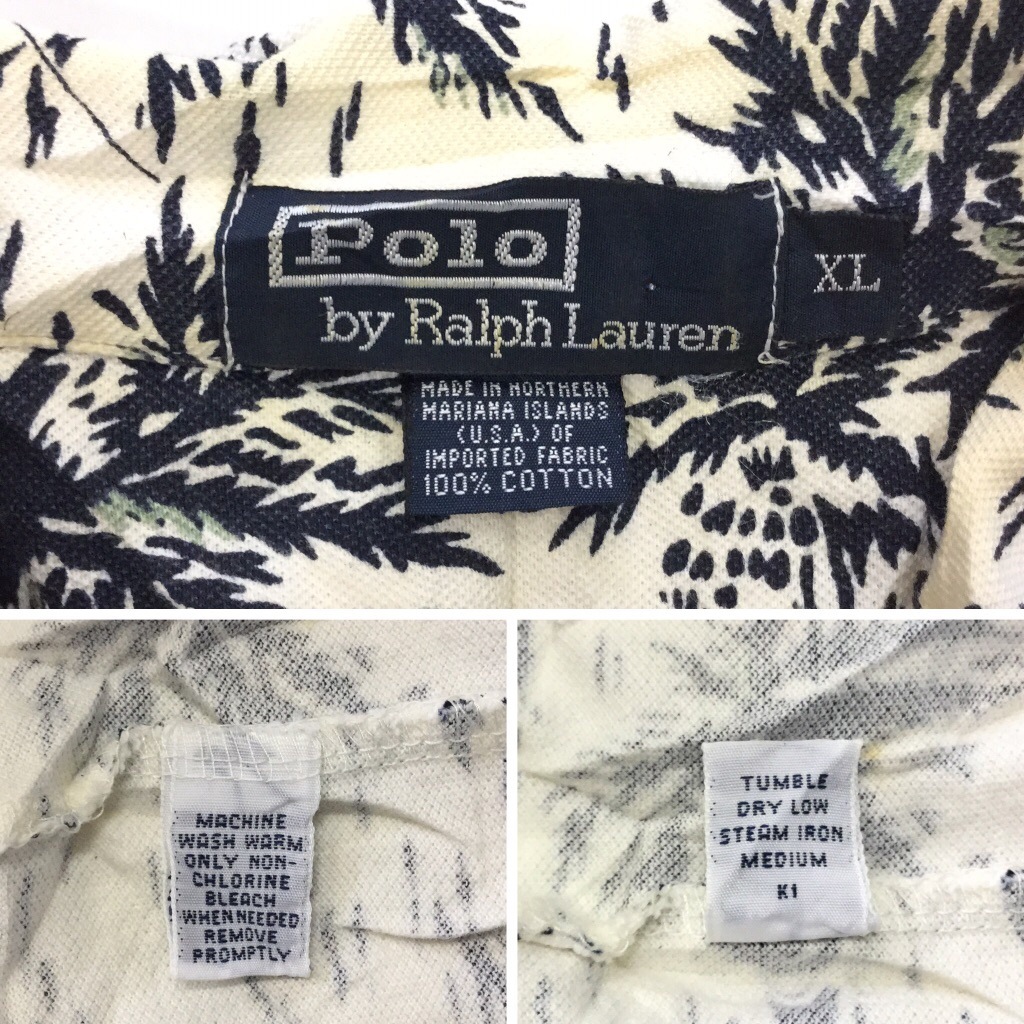 Polo
by Ralph Lauren
XL
MADE IN NORTHERN
MARIANA ISLANDS
(U.S.A.) OF
IMPORTED FABRIC
100% COTTON
MACHINE
WASH WARM
ONLY NON-
CHLORINE
BLEACH
WHEN NEEDED
REMOVE
PROMPTLY
TUMBLE
DRY LOW
STEAM IRON
MEDIUM
K1